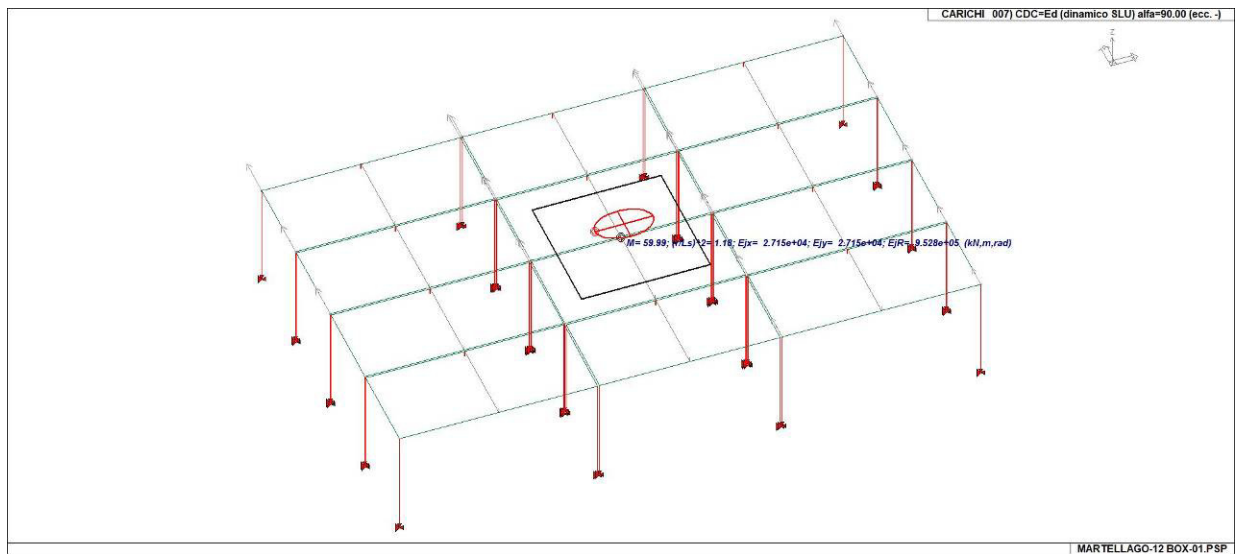 CARICHI 007) CDC=Ed (dinamico SLU) alfa=90.00 (ecc. -)
Z
M= 59.99; (r/Ls)^2= 1.18; Ejx= 2.715e+04; Ejy= 2.715e+04; EjR= 9.528e+05 (kN,m,rad)
MARTELLAGO-12 BOX-01.PSP